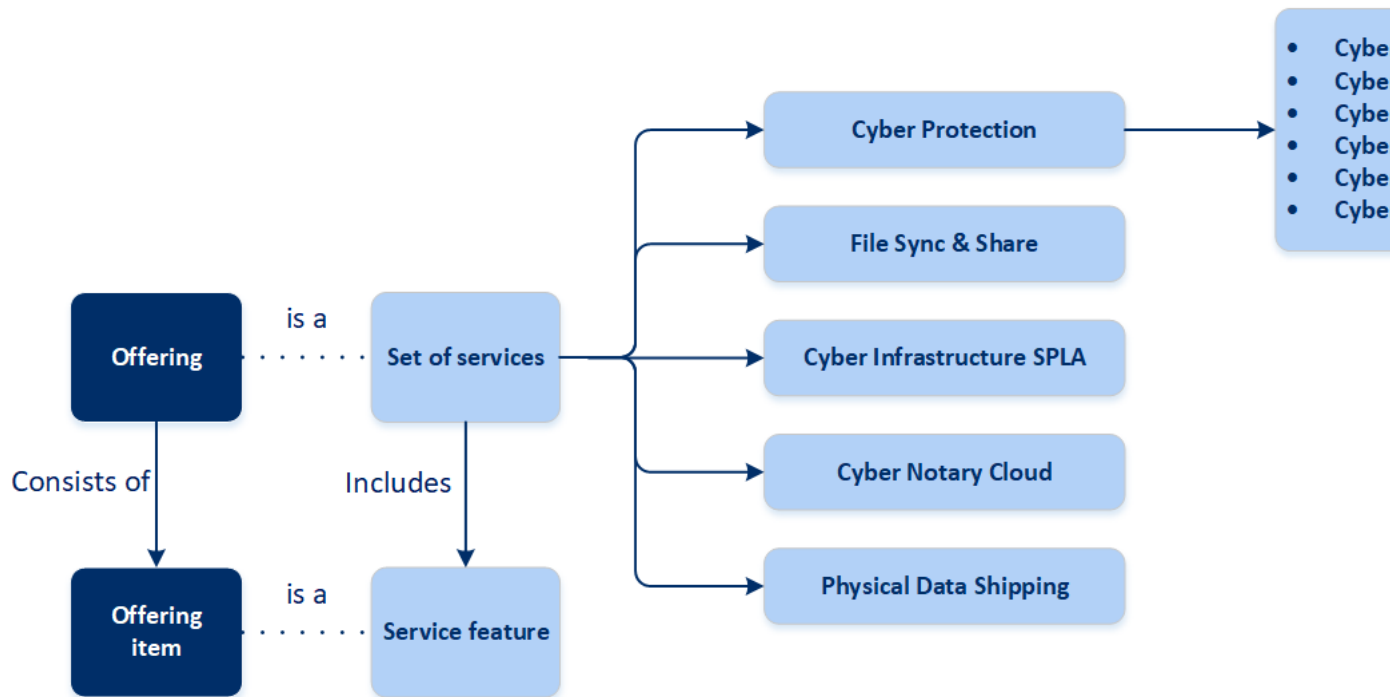 Cyber Protection
File Sync & Share
is a
Offering
Set of services
Cyber Infrastructure SPLA
Consists of
Includes
Cyber Notary Cloud
is a
Offering
item
Service feature
Physical Data Shipping